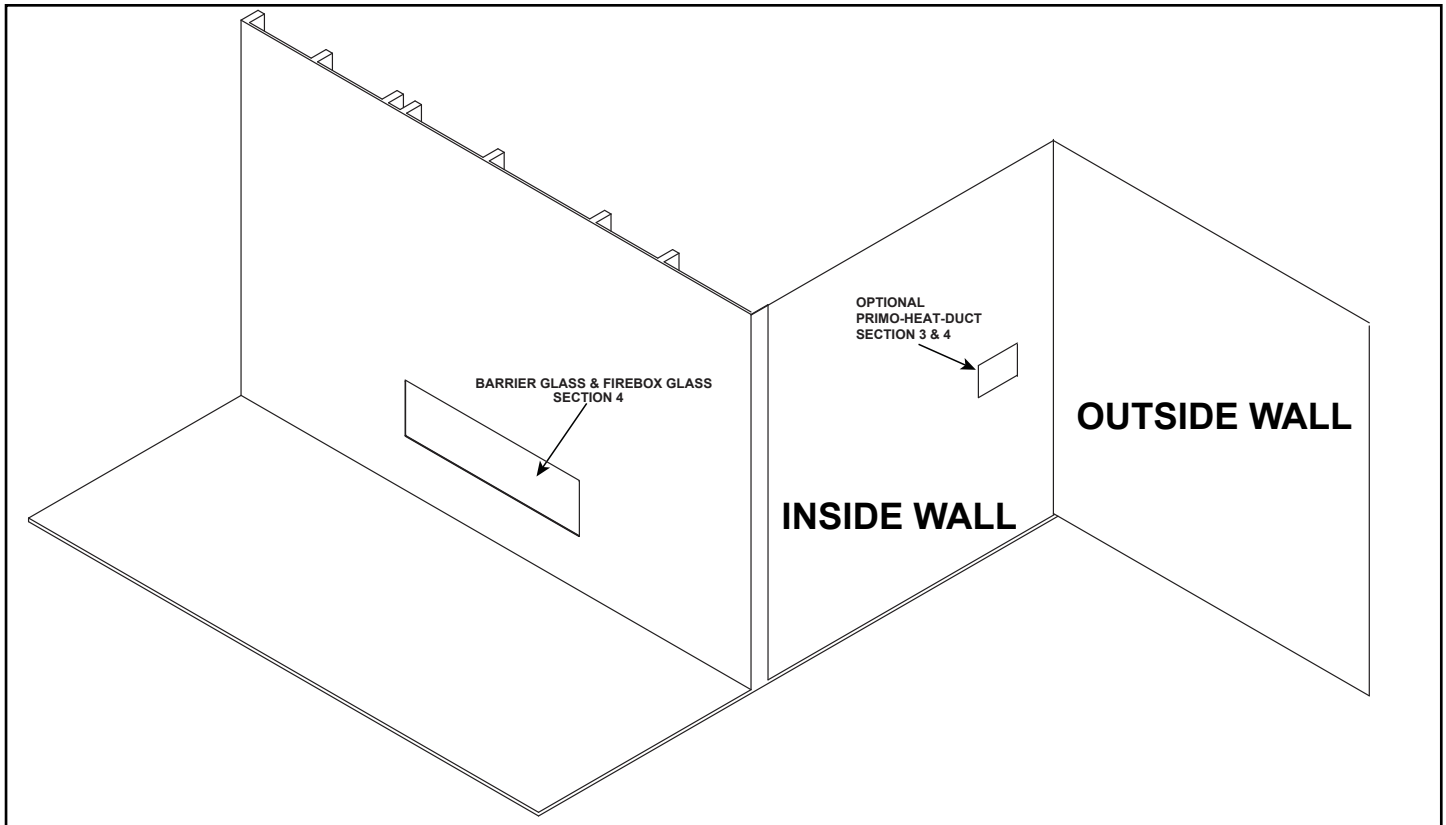 OPTIONAL
PRIMO-HEAT-DUCT
SECTION 3 & 4
BARRIER GLASS & FIREBOX GLASS
SECTION 4
OUTSIDE WALL
INSIDE WALL